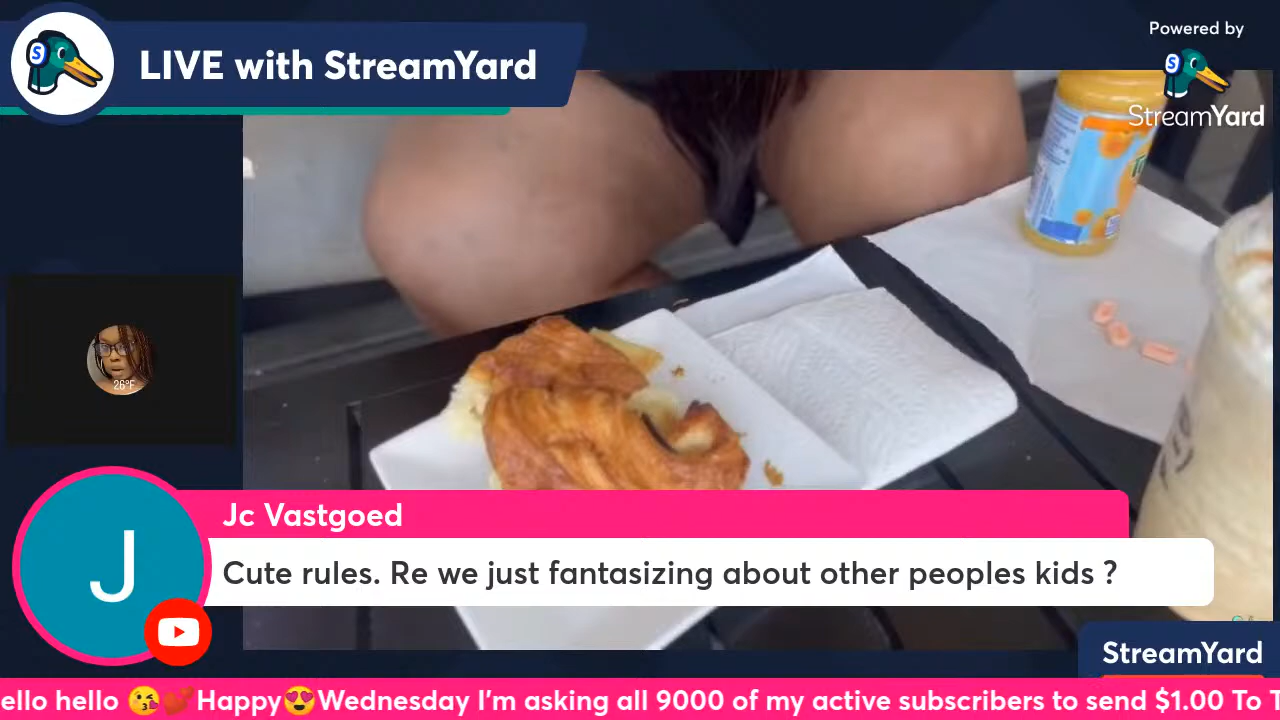 LIVE with StreamYard
Powered by
StreamYard
26°F
Jc Vastgoed
Cute rules. Re we just fantasizing about other peoples kids ?
StreamYard
ello hello 😘💕Happy😍Wednesday I'm asking all 9000 of my active subscribers to send $1.00 To T